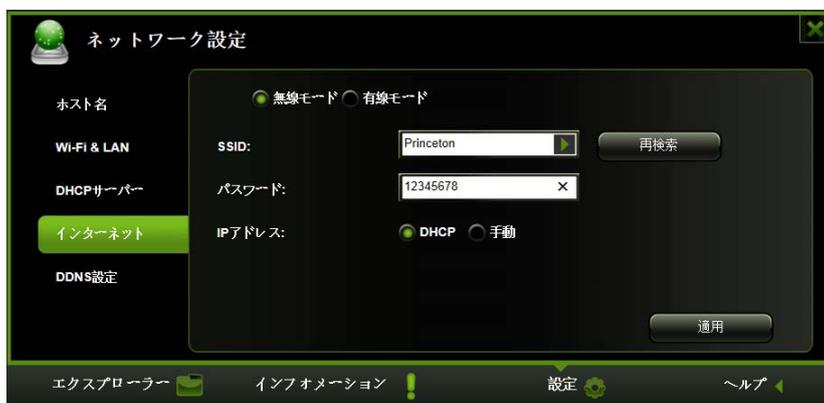 ネットワーク設定
ホスト名
Wi-Fi & LAN
DHCPサーバー
インターネット
DDNS設定
無線モード 有線モード
SSID: Princeton 再検索
パスワード: 12345678 ×
IPアドレス: DHCP 手動
適用
エクスプローラー インフォメーション 設定 ヘルプ